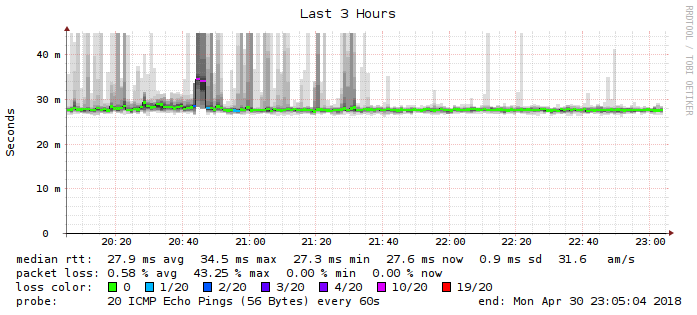 Last 3 Hours
RRDTOOL / TOBI OETIKER
Seconds
40 m
30 m
20 m
10 m
0
20:20 20:40 21:00 21:20 21:40 22:00 22:20 22:40 23:00
median rtt: 27.9 ms avg 34.5 ms max 27.3 ms min 27.6 ms now 0.9 ms sd 31.6 am/s
packet loss: 0.58 % avg 43.25 % max 0.00 % min 0.00 % now
loss color: 0 1/20 2/20 3/20 4/20 10/20 19/20
probe: 20 ICMP Echo Pings (56 Bytes) every 60s end: Mon Apr 30 23:05:04 2018